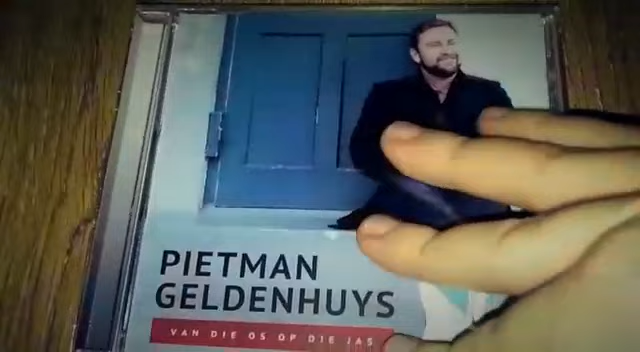 PIETMAN
GELDENHUYS
VAN DIE OS OP DIE JAS